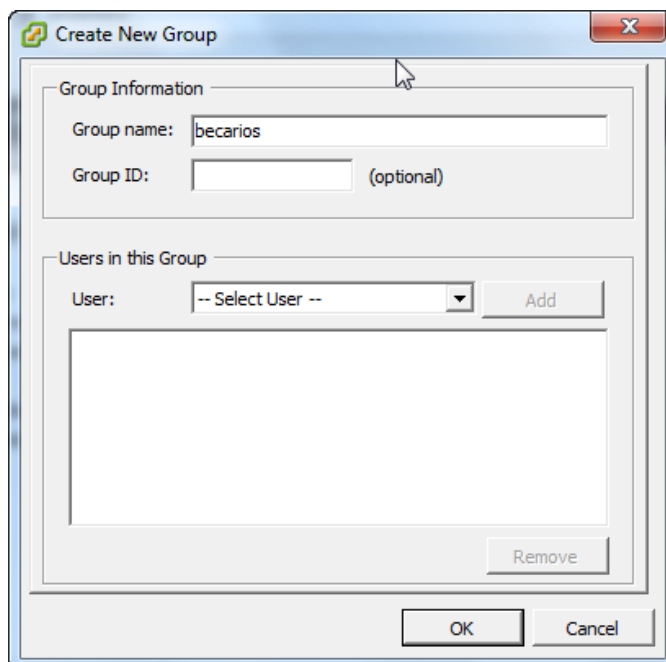 Create New Group
Group Information
Group name: becarios
Group ID: (optional)
Users in this Group
User: -- Select User -- Add
Remove
OK Cancel